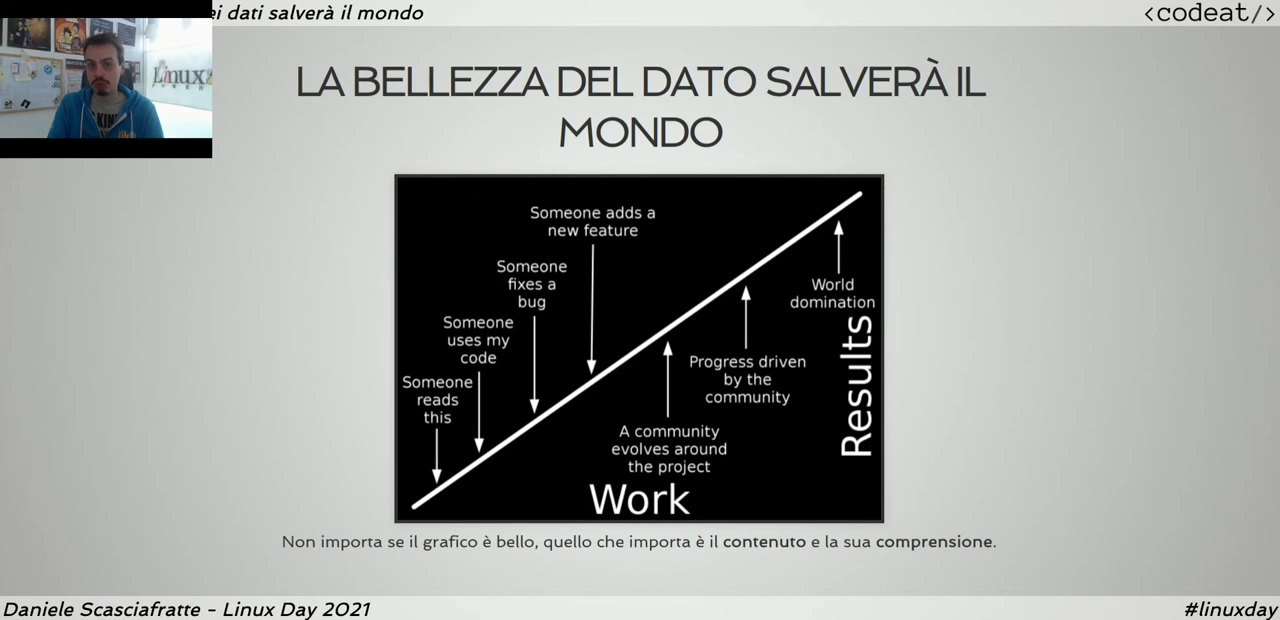 ei dati salverà il mondo
<codeat/>
Linux
LA BELLEZZA DEL DATO SALVERÀ IL
MONDO
Someone adds a
new feature
Someone
fixes a
bug
Someone
uses my
code
Someone
reads
this
World
domination
Progress driven
by the
community
A community
evolves around
the project
Results
Work
Non importa se il grafico è bello, quello che importa è il contenuto e la sua comprensione.
Daniele Scasciafratte - Linux Day 2021
#linuxday